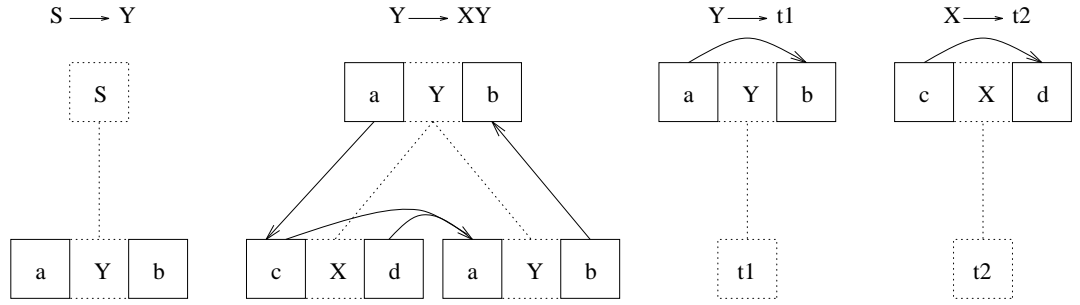 S → Y Y → XY Y → t1 X → t2
S a Y b a Y b c X d
a Y b c X d a Y b t1 t2